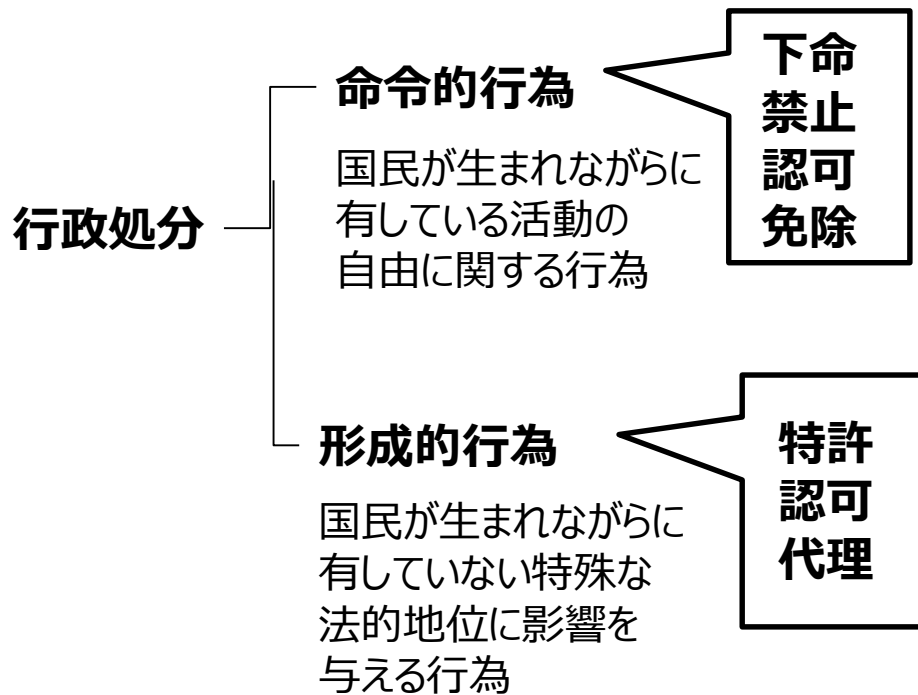 行政処分
命令的行為
国民が生まれながらに
有している活動の
自由に関する行為
下命
禁止
認可
免除
形成的行為
国民が生まれながらに
有していない特殊な
法的地位に影響を
与える行為
特許
認可
代理